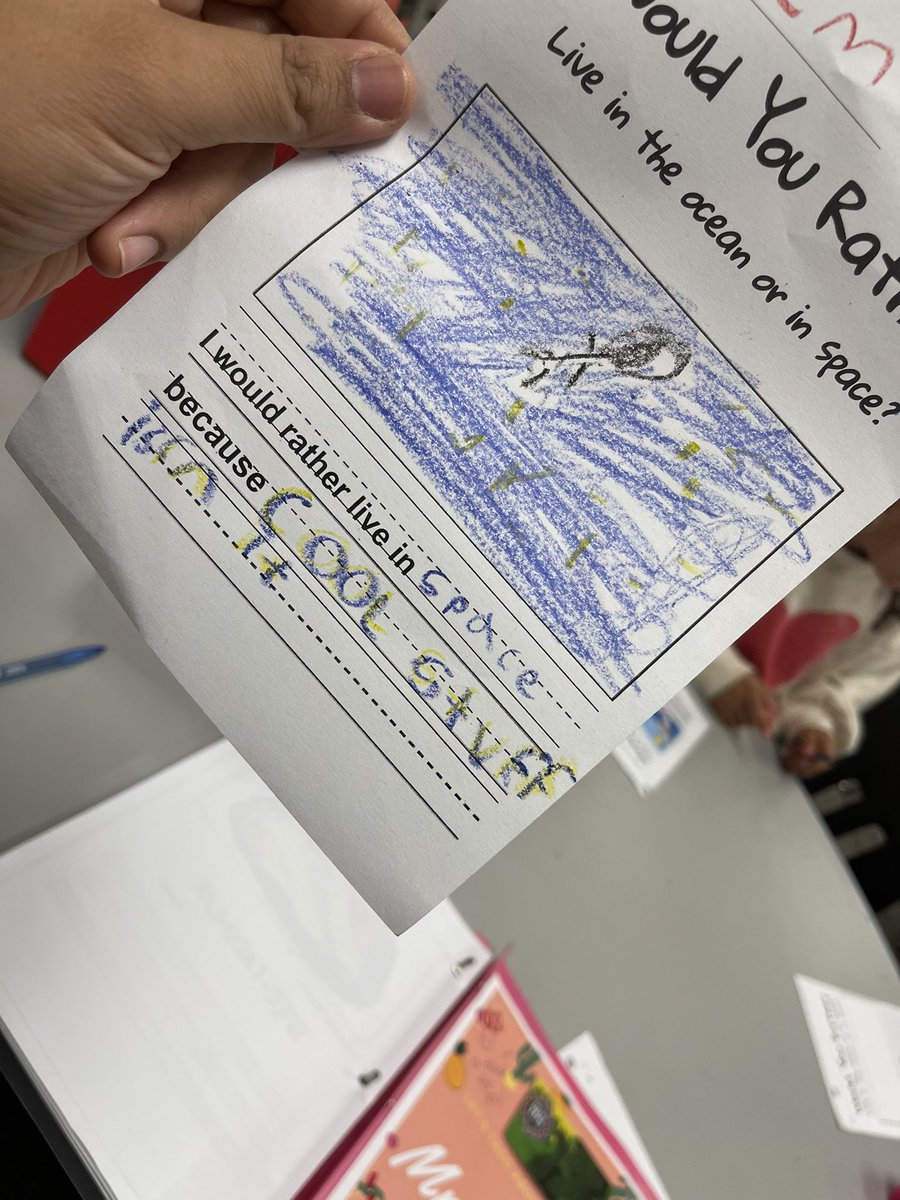 Would You Rath
Live in the ocean or in space?
I would rather live in space
because COOL stuff
is in it